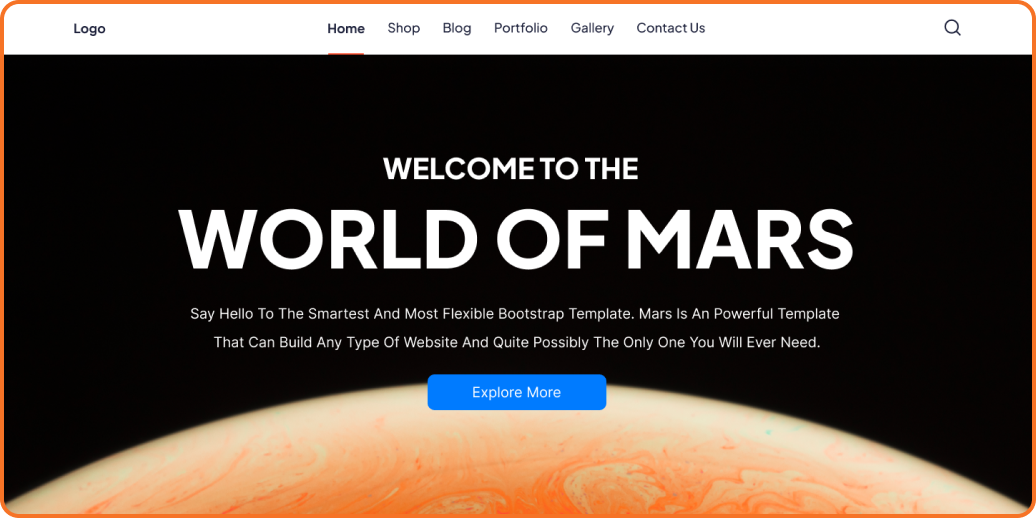 Logo
Home Shop Blog Portfolio Gallery Contact Us
WELCOME TO THE
WORLD OF MARS
Say Hello To The Smartest And Most Flexible Bootstrap Template. Mars Is An Powerful Template
That Can Build Any Type Of Website And Quite Possibly The Only One You Will Ever Need.
Explore More